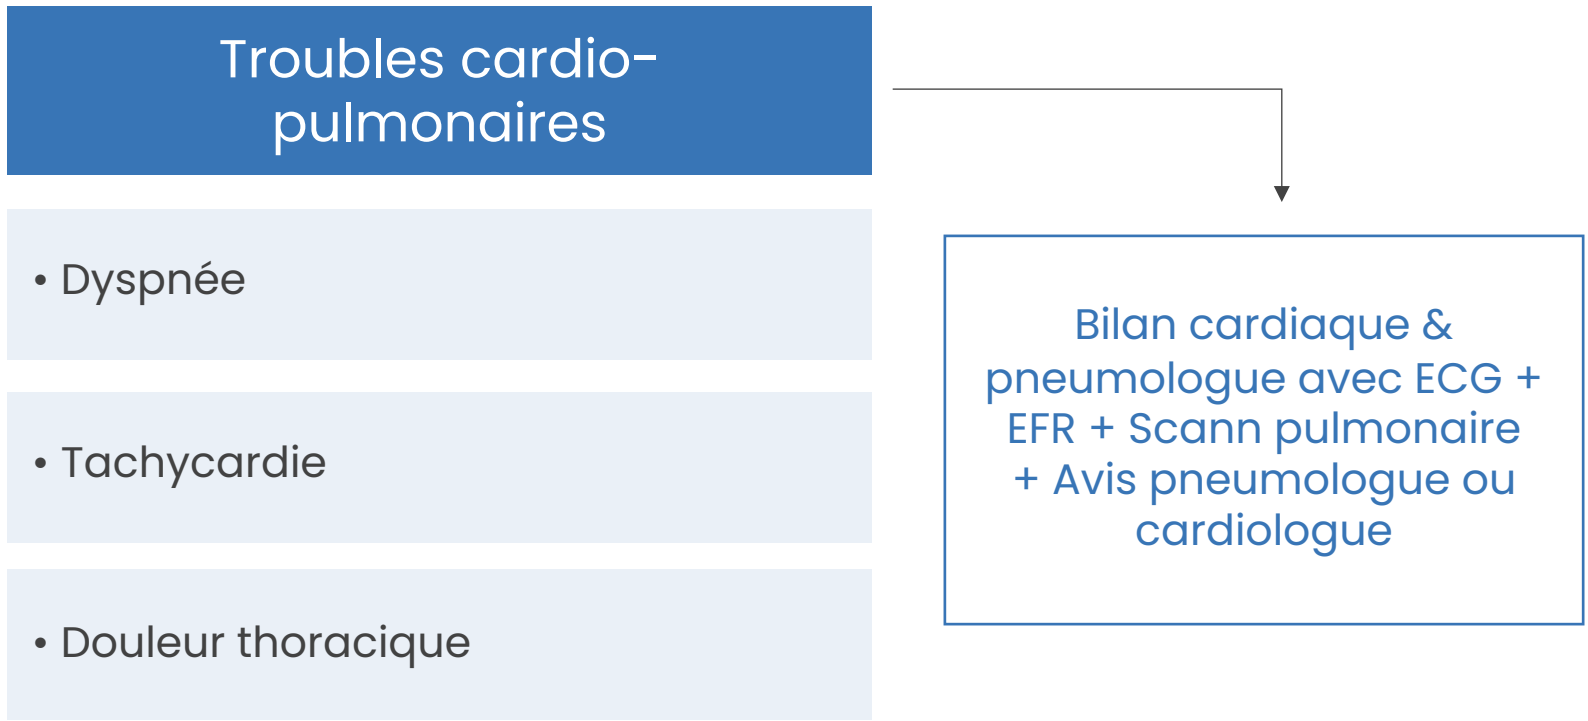 Troubles cardio-
pulmonaires
• Dyspnée
• Tachycardie
• Douleur thoracique
Bilan cardiaque &
pneumologue avec ECG +
EFR + Scann pulmonaire
+ Avis pneumologue ou
cardiologue